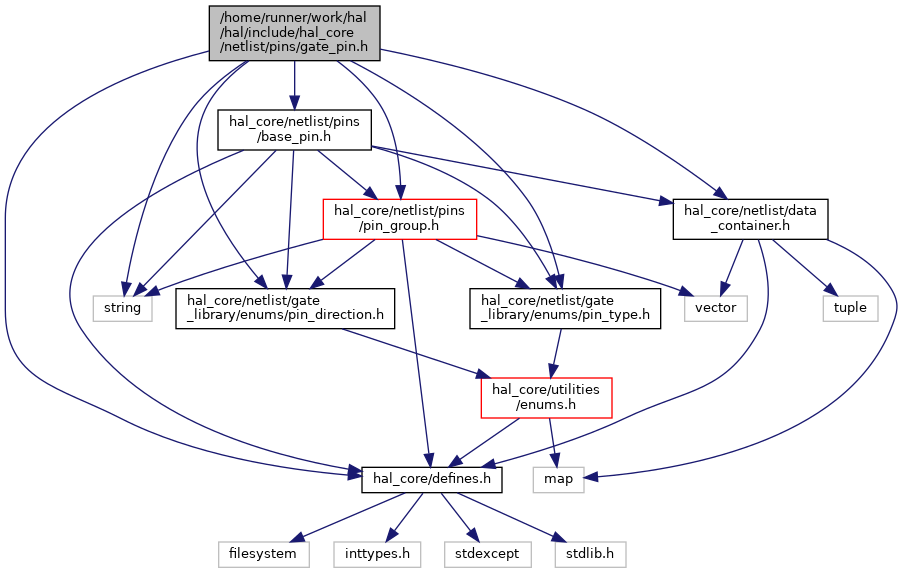 /home/runner/work/hal
/hal/include/hal_core
/netlist/pins/gate_pin.h
hal_core/netlist/pins
/base_pin.h
hal_core/netlist/pins
/pin_group.h
hal_core/netlist/data
_container.h
string
hal_core/netlist/gate
_library/enums/pin_direction.h
hal_core/netlist/gate
_library/enums/pin_type.h
vector
tuple
hal_core/utilities
/enums.h
hal_core/defines.h
map
filesystem
inttypes.h
stdexcept
stdlib.h